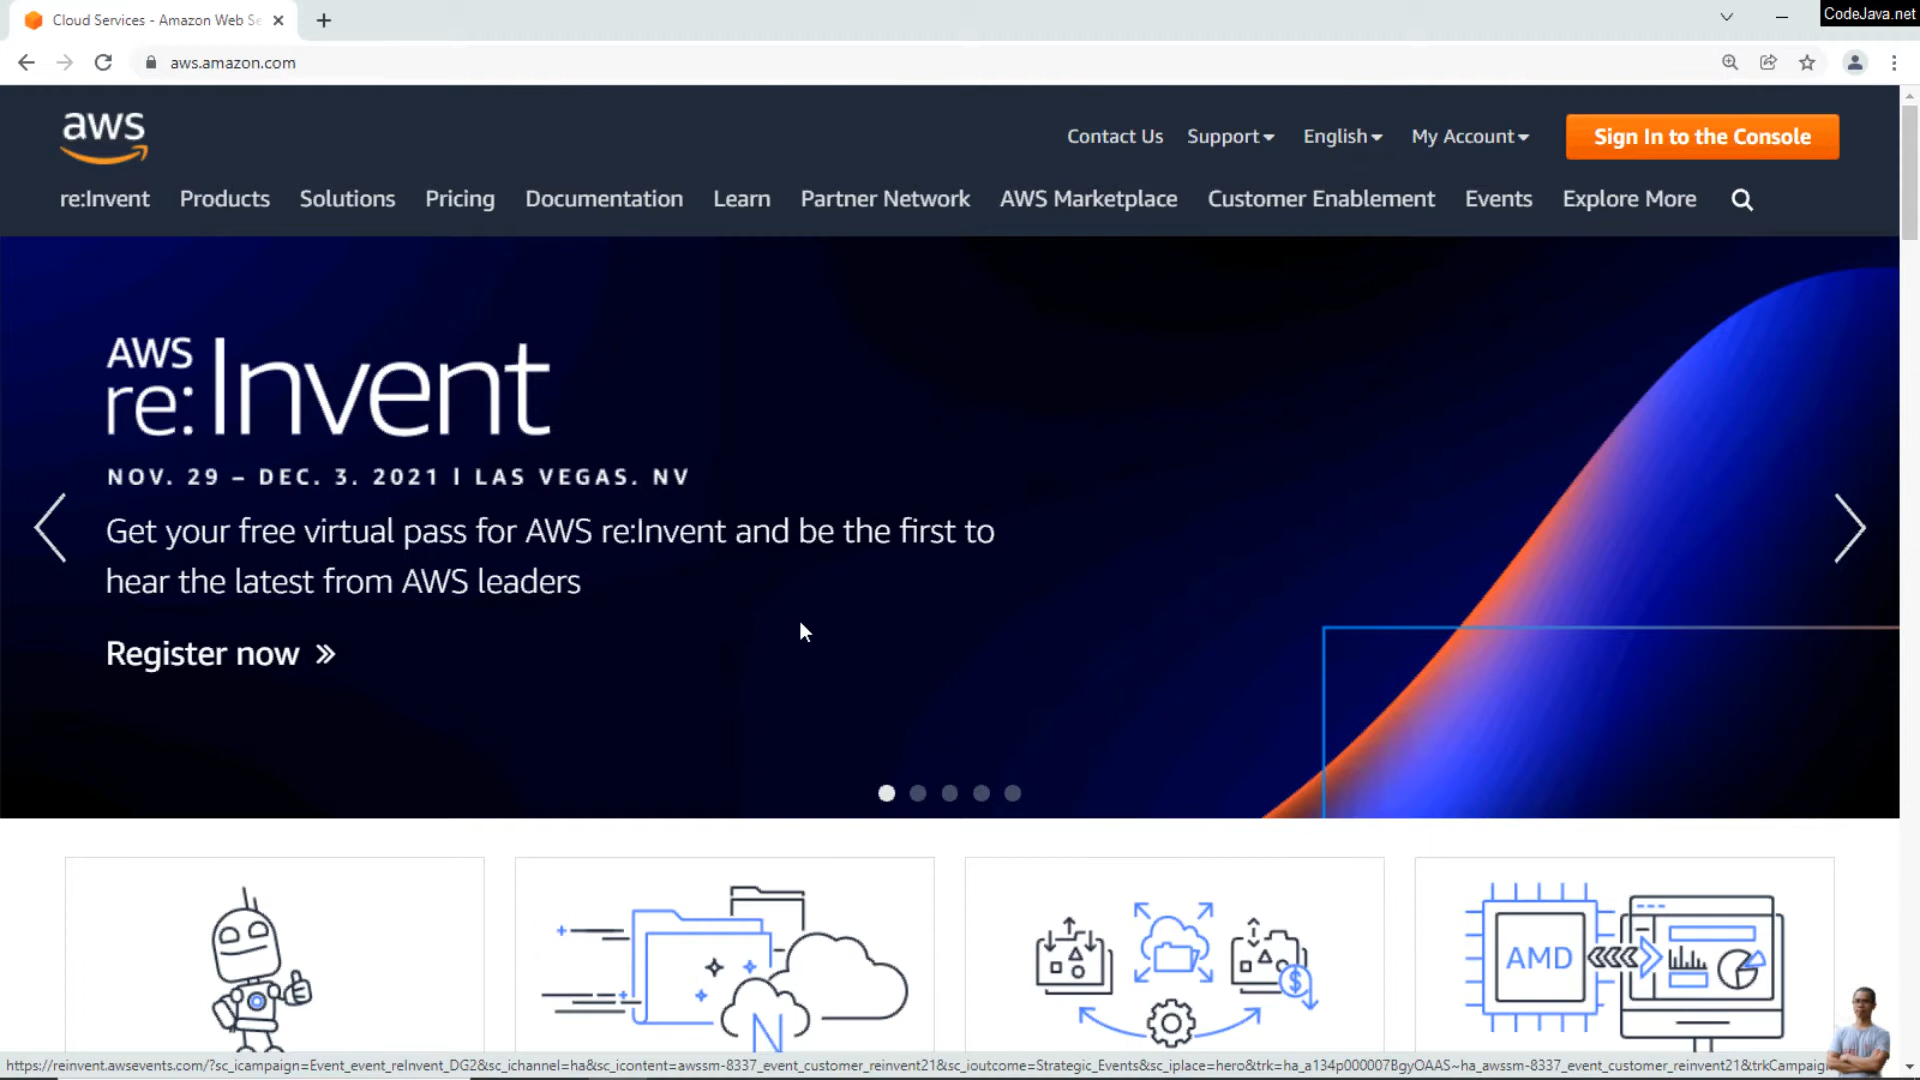 Cloud Services - Amazon Web Se
CodeJava.net
aws.amazon.com
aws
Contact Us Support English My Account Sign In to the Console
re:Invent Products Solutions Pricing Documentation Learn Partner Network AWS Marketplace Customer Enablement Events Explore More
AWS
re:Invent
NOV. 29 – DEC. 3. 2021 | LAS VEGAS. NV
Get your free virtual pass for AWS re:Invent and be the first to
hear the latest from AWS leaders
Register now »
AMD
N
https://reinvent.awsevents.com/?sc_icampaign=Event_event_reInvent_DG2&sc_ichannel=ha&sc_icontent=awssm-8337_event_customer_reinvent21&sc_ioutcome=Strategic_Events&sc_iplace=hero&trk=ha_a134p000007BgyOAAS~ha_awssm-8337_event_customer_reinvent21&trkCampaig